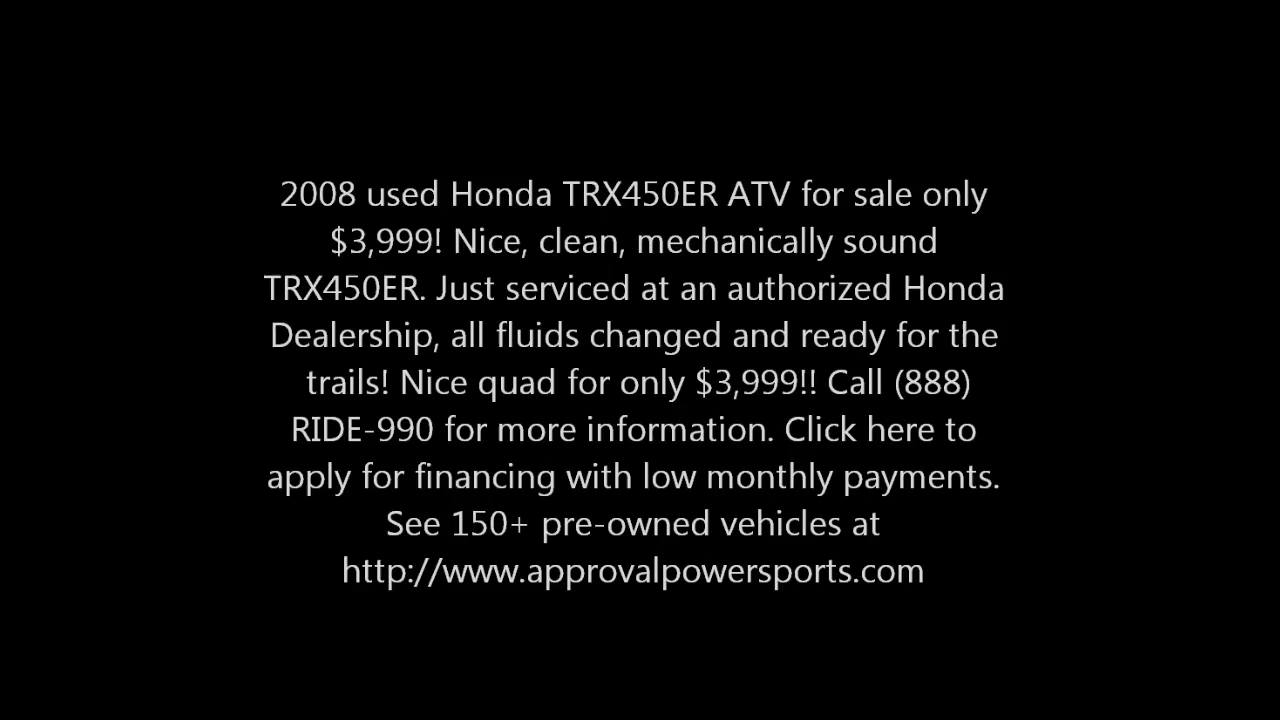 2008 used Honda TRX450ER ATV for sale only
$3,999! Nice, clean, mechanically sound
TRX450ER. Just serviced at an authorized Honda
Dealership, all fluids changed and ready for the
trails! Nice quad for only $3,999!! Call (888)
RIDE-990 for more information. Click here to
apply for financing with low monthly payments.
See 150+ pre-owned vehicles at
http://www.approvalpowersports.com